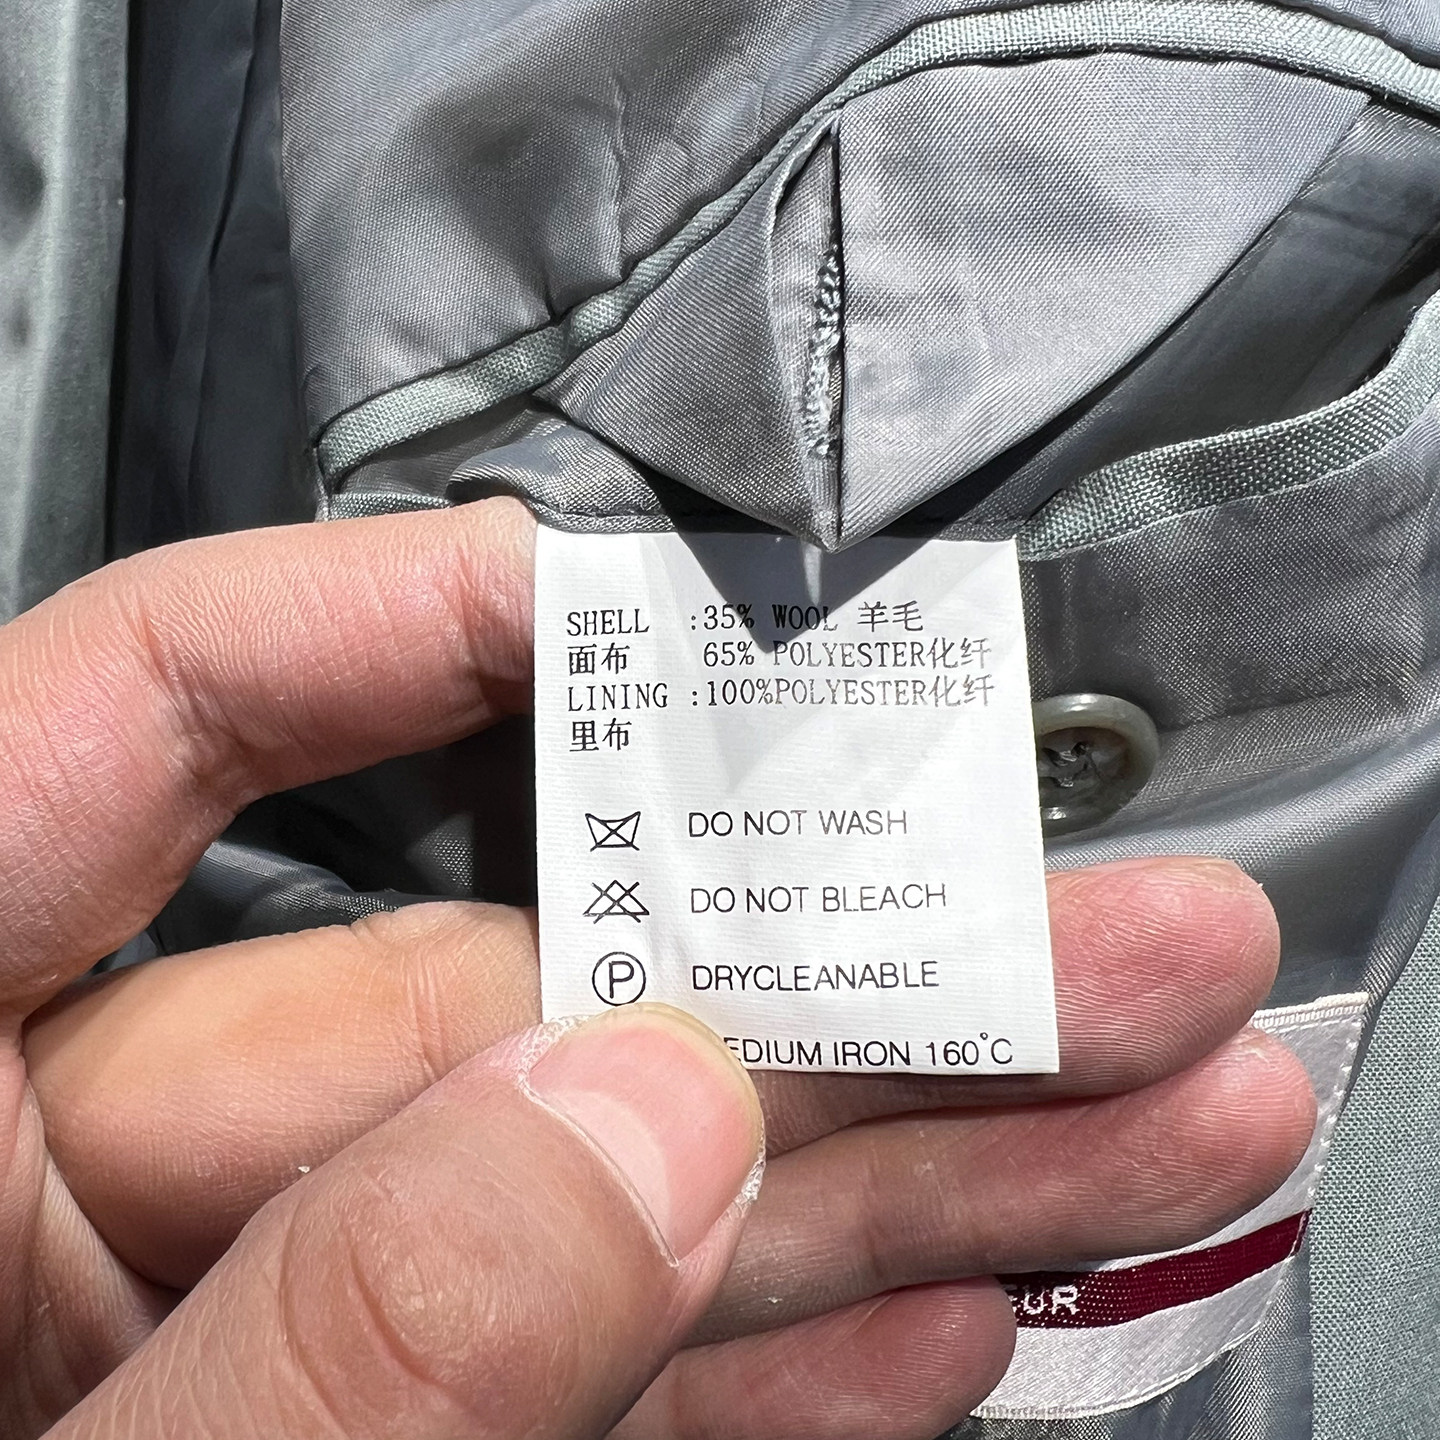 SHELL :35% WOOL 羊毛
面布 65% POLYESTER化纤
LINING :100%POLYESTER化纤
里布
DO NOT WASH
DO NOT BLEACH
P DRYCLEANABLE
EDIUM IRON 160°C
EUR